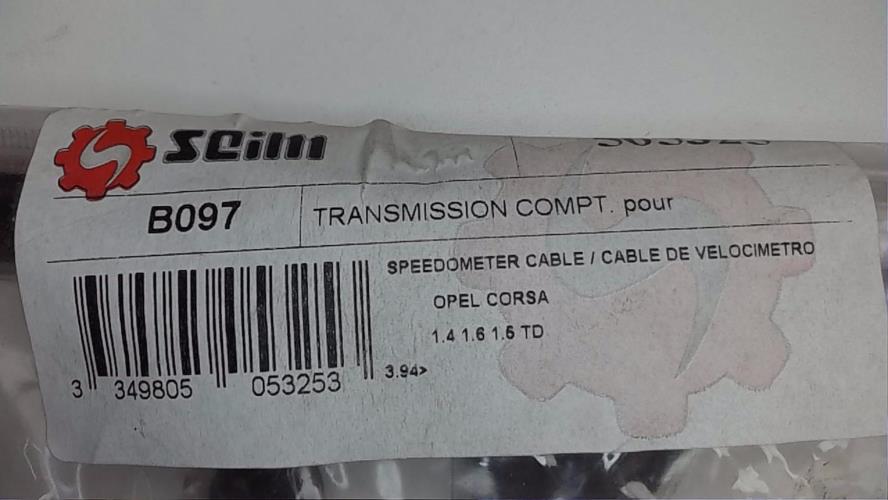 Seim
B097
TRANSMISSION COMPT. pour
SPEEDOMETER CABLE / CABLE DE VELOCIMETRO
OPEL CORSA
1.4 1.6 1.5 TD
3.94>
3 349805 053253